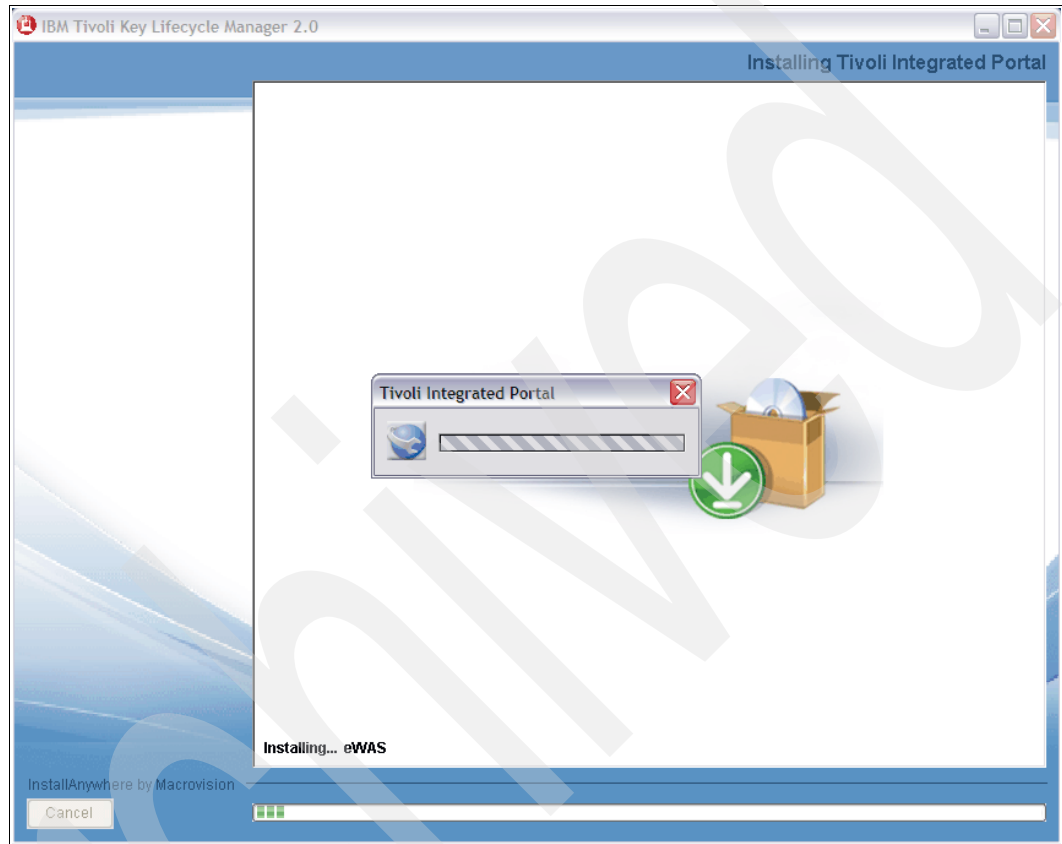 IBM Tivoli Key Lifecycle Manager 2.0
Installing Tivoli Integrated Portal
Tivoli Integrated Portal
Installing... eWAS
InstallAnywhere by Macrovision
Cancel